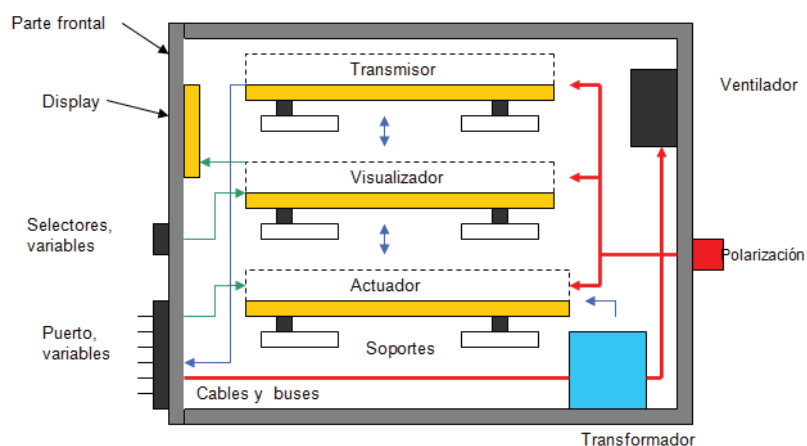 Parte frontal
Transmisor
Ventilador
Display
Visualizador
Selectores,
variables
Polarización
Actuador
Puerto,
variables
Soportes
Cables y buses
Transformador